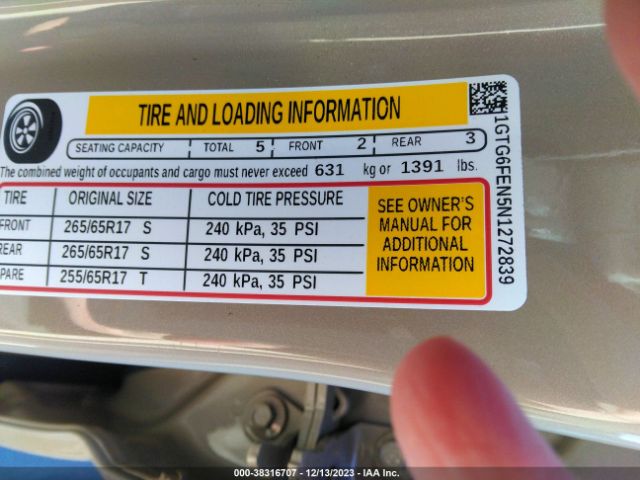 TIRE AND LOADING INFORMATION
SEATING CAPACITY TOTAL 5 FRONT 2 REAR 3
The combined weight of occupants and cargo must never exceed 631 kg or 1391 lbs.
TIRE ORIGINAL SIZE COLD TIRE PRESSURE
FRONT 265/65R17 S 240 kPa, 35 PSI
REAR 265/65R17 S 240 kPa, 35 PSI
PARE 255/65R17 T 240 kPa, 35 PSI
SEE OWNER'S
MANUAL FOR
ADDITIONAL
INFORMATION
1GTG6FEN5N1272839
000-38316707 - 12/13/2023 - IAA Inc.